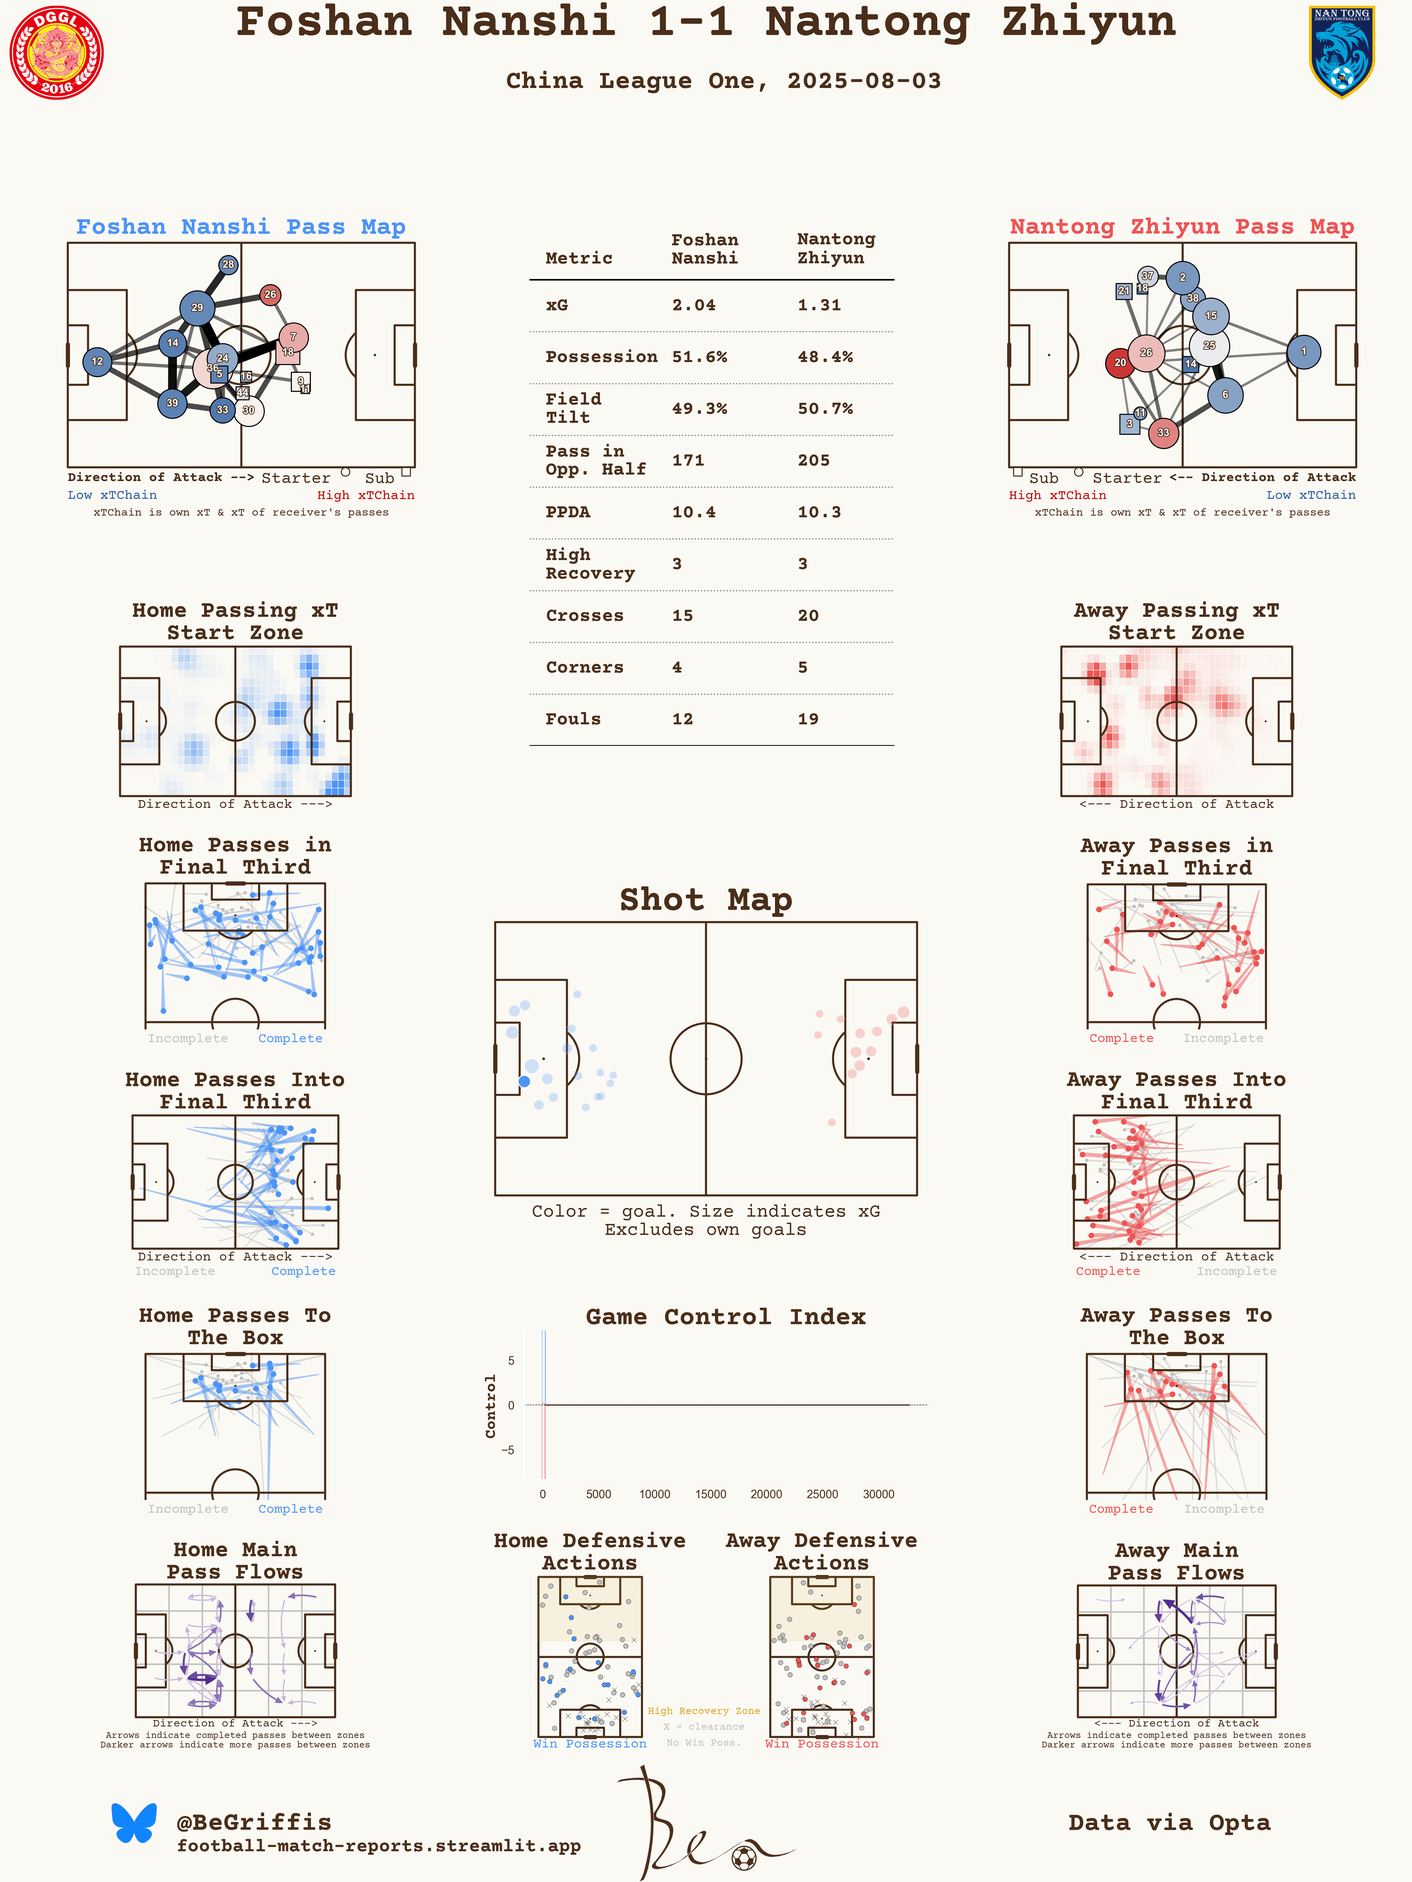 Foshan Nanshi 1-1 Nantong Zhiyun
China League One, 2025-08-03
DGGL
2016
NAN TONG
ZHIYUN FOOTBALL CLUB
Foshan Nanshi Pass Map
28
26
29
7
14
24
18
12
36
5
16
9
11
44
39
33
30
Direction of Attack --> Starter Sub
Low xTChain High xTChain
xTChain is own xT & xT of receiver's passes
Metric Foshan Nanshi Nantong Zhiyun
xG 2.04 1.31
Possession 51.6% 48.4%
Field Tilt 49.3% 50.7%
Pass in Opp. Half 171 205
PPDA 10.4 10.3
High Recovery 3 3
Crosses 15 20
Corners 4 5
Fouls 12 19
Nantong Zhiyun Pass Map
37
2
21
18
38
15
26
25
1
20
14
6
11
3
33
Sub Starter <-- Direction of Attack
High xTChain Low xTChain
xTChain is own xT & xT of receiver's passes
Home Passing xT
Start Zone
Direction of Attack --->
Away Passing xT
Start Zone
<--- Direction of Attack
Home Passes in
Final Third
Incomplete Complete
Away Passes in
Final Third
Complete Incomplete
Shot Map
Color = goal. Size indicates xG
Excludes own goals
Home Passes Into
Final Third
Direction of Attack --->
Incomplete Complete
Away Passes Into
Final Third
<--- Direction of Attack
Complete Incomplete
Home Passes To
The Box
Incomplete Complete
Game Control Index
Control
5
0
−5
0 5000 10000 15000 20000 25000 30000
Away Passes To
The Box
Complete Incomplete
Home Main
Pass Flows
Direction of Attack --->
Arrows indicate completed passes between zones
Darker arrows indicate more passes between zones
Home Defensive
Actions
Win Possession
High Recovery Zone
X = clearance
No Win Poss.
Away Defensive
Actions
Win Possession
Away Main
Pass Flows
<--- Direction of Attack
Arrows indicate completed passes between zones
Darker arrows indicate more passes between zones
@BeGriffis
football-match-reports.streamlit.app
Ben
Data via Opta